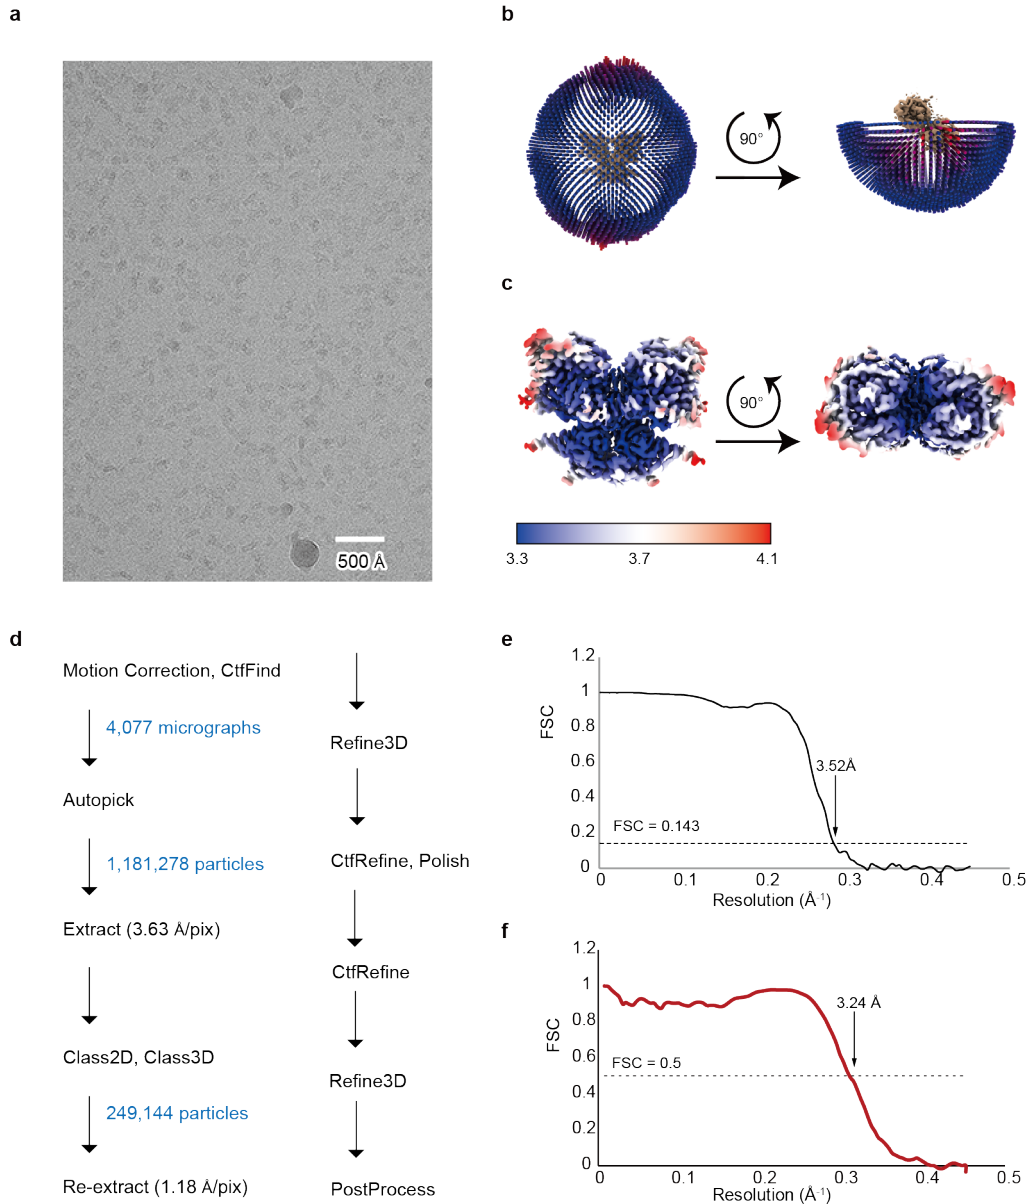 a
500 Å
b
90°
c
90°
3.3
3.7
4.1
d
Motion Correction, CtfFind
4,077 micrographs
Autopick
1,181,278 particles
Extract (3.63 Å/pix)
Class2D, Class3D
249,144 particles
Re-extract (1.18 Å/pix)
Refine3D
CtfRefine, Polish
CtfRefine
Refine3D
PostProcess
e
1.2
1
0.8
0.6
0.4
0.2
0
FSC
3.52Å
FSC = 0.143
0
0.1
0.2
0.3
0.4
0.5
Resolution (Å-1)
f
1.2
1
0.8
0.6
0.4
0.2
0
FSC
3.24 Å
FSC = 0.5
0
0.1
0.2
0.3
0.4
0.5
Resolution (Å-1)